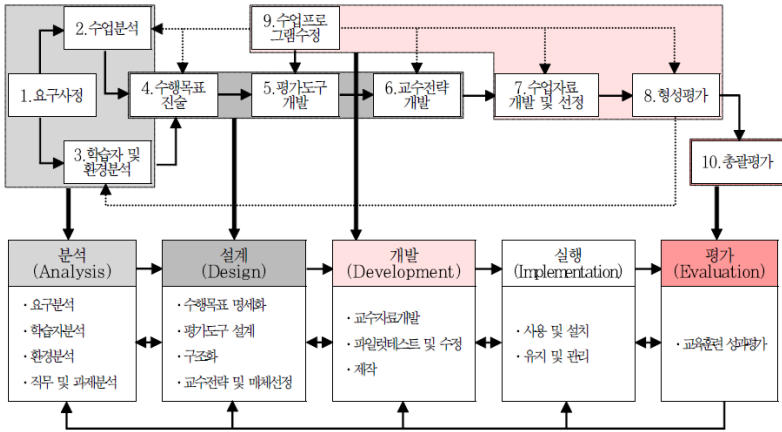 2.수업분석
9.수업프로
그램수정
1.요구사정
4.수행목표
진술
5.평가도구
개발
6.교수전략
개발
7.수업자료
개발 및 선정
8.형성평가
3.학습자 및
환경분석
10.총괄평가
분석
(Analysis)
· 요구분석
· 학습자분석
· 환경분석
· 직무 및 과제분석
설계
(Design)
· 수행목표 명세화
· 평가도구 설계
· 구조화
· 교수전략 및 매체선정
개발
(Development)
· 교수자료개발
· 파일럿테스트 및 수정
· 제작
실행
(Implementation)
· 사용 및 설치
· 유지 및 관리
평가
(Evaluation)
· 교육훈련 성과평가